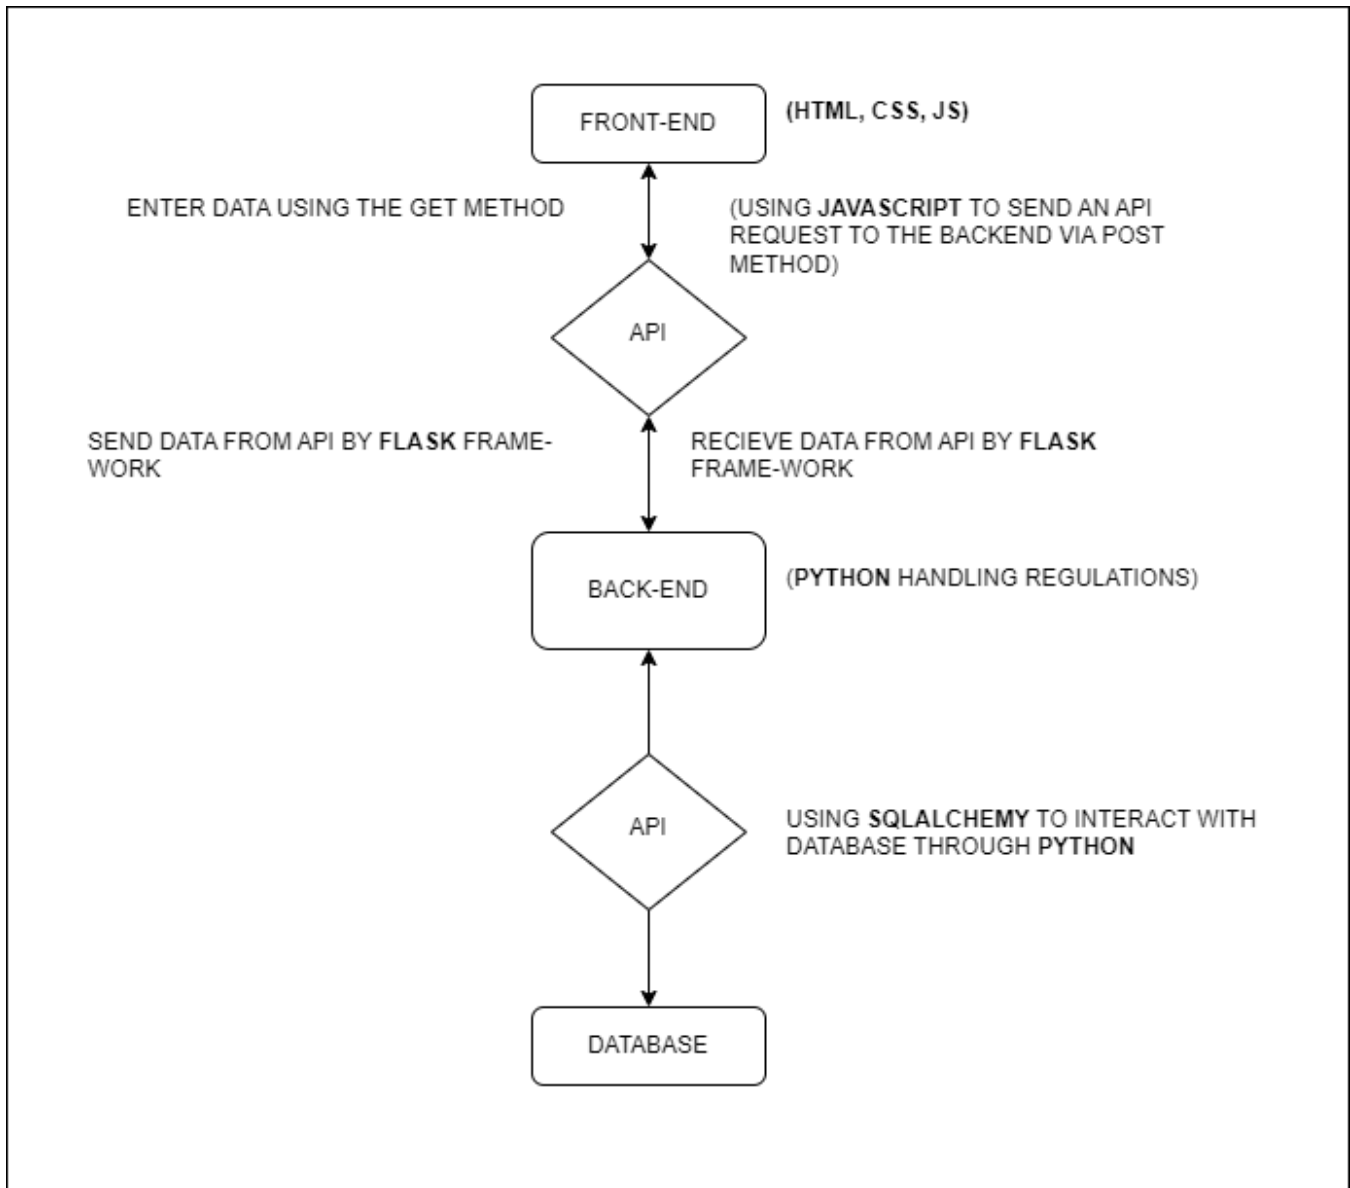 FRONT-END
(HTML, CSS, JS)
ENTER DATA USING THE GET METHOD
(USING JAVASCRIPT TO SEND AN API
REQUEST TO THE BACKEND VIA POST
METHOD)
API
SEND DATA FROM API BY FLASK FRAME-
WORK
RECIEVE DATA FROM API BY FLASK
FRAME-WORK
BACK-END
(PYTHON HANDLING REGULATIONS)
API
USING SQLALCHEMY TO INTERACT WITH
DATABASE THROUGH PYTHON
DATABASE